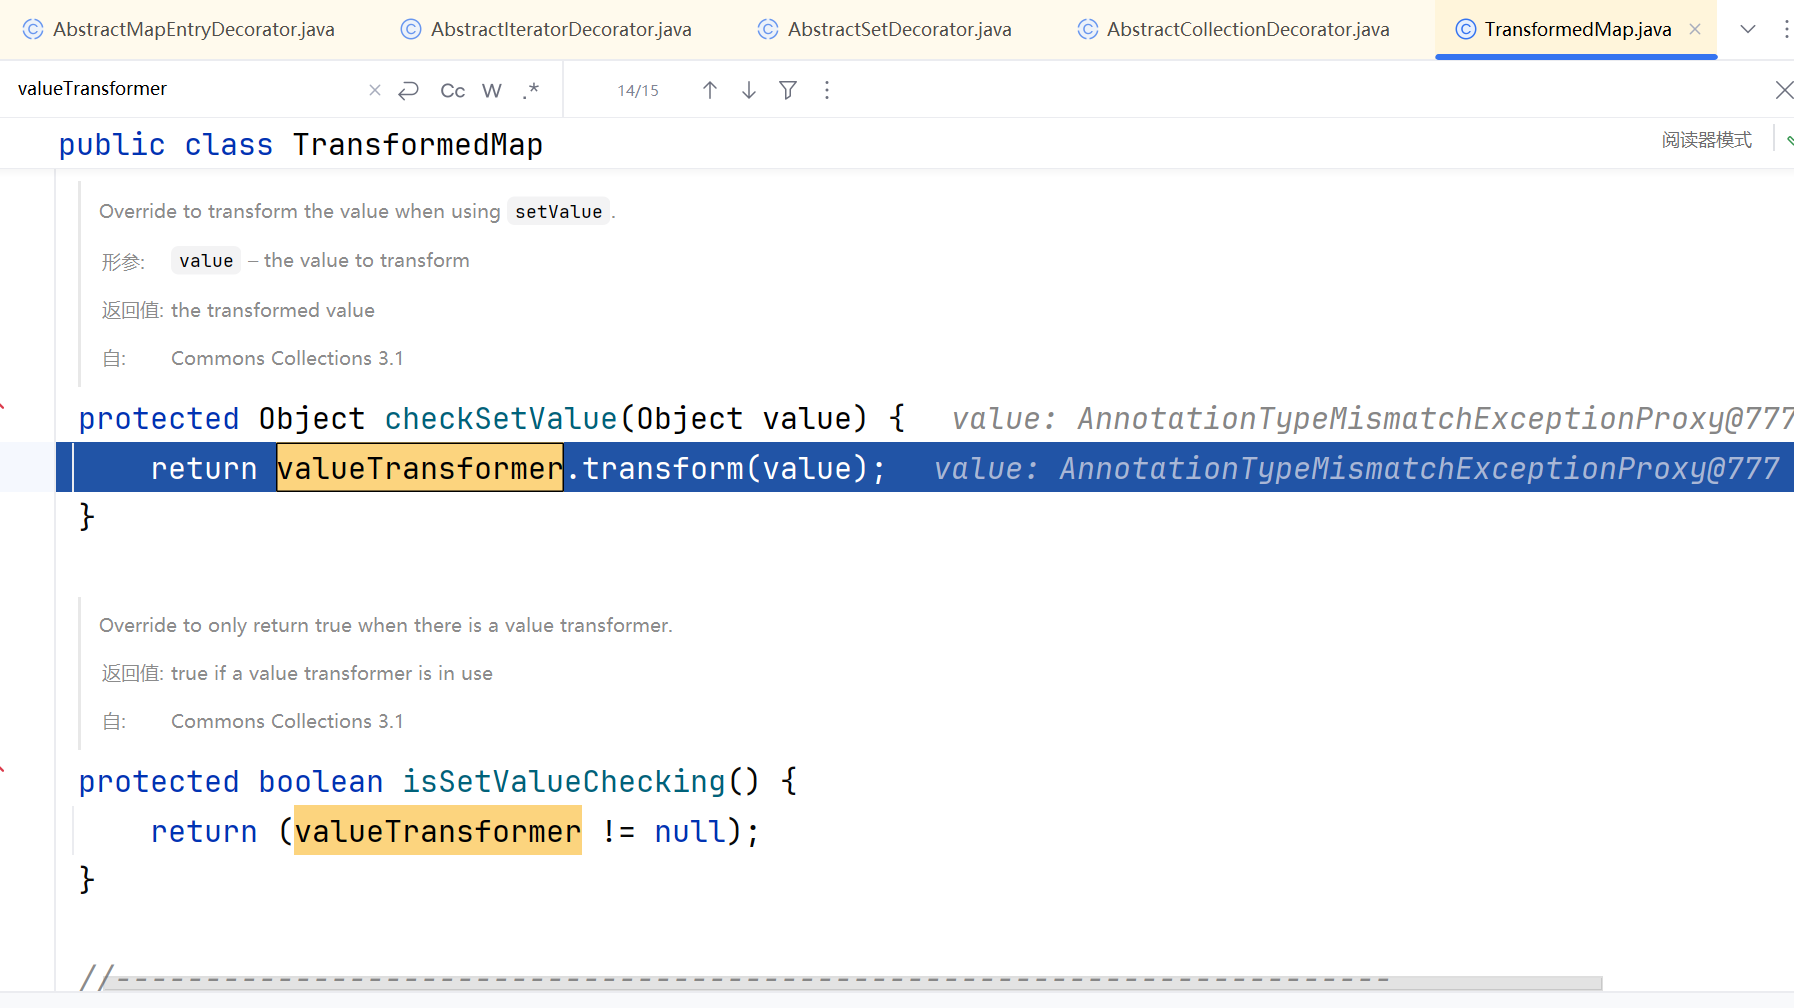 AbstractMapEntryDecorator.java AbstractIteratorDecorator.java AbstractSetDecorator.java AbstractCollectionDecorator.java TransformedMap.java
valueTransformer Cc W .* 14/15
public class TransformedMap 阅读器模式
Override to transform the value when using setValue.
形参: value – the value to transform
返回值: the transformed value
自: Commons Collections 3.1
protected Object checkSetValue(Object value) { value: AnnotationTypeMismatchExceptionProxy@777
return valueTransformer.transform(value); value: AnnotationTypeMismatchExceptionProxy@777
}
Override to only return true when there is a value transformer.
返回值: true if a value transformer is in use
自: Commons Collections 3.1
protected boolean isSetValueChecking() {
return (valueTransformer != null);
}
//-----------------------------------------------------------------------